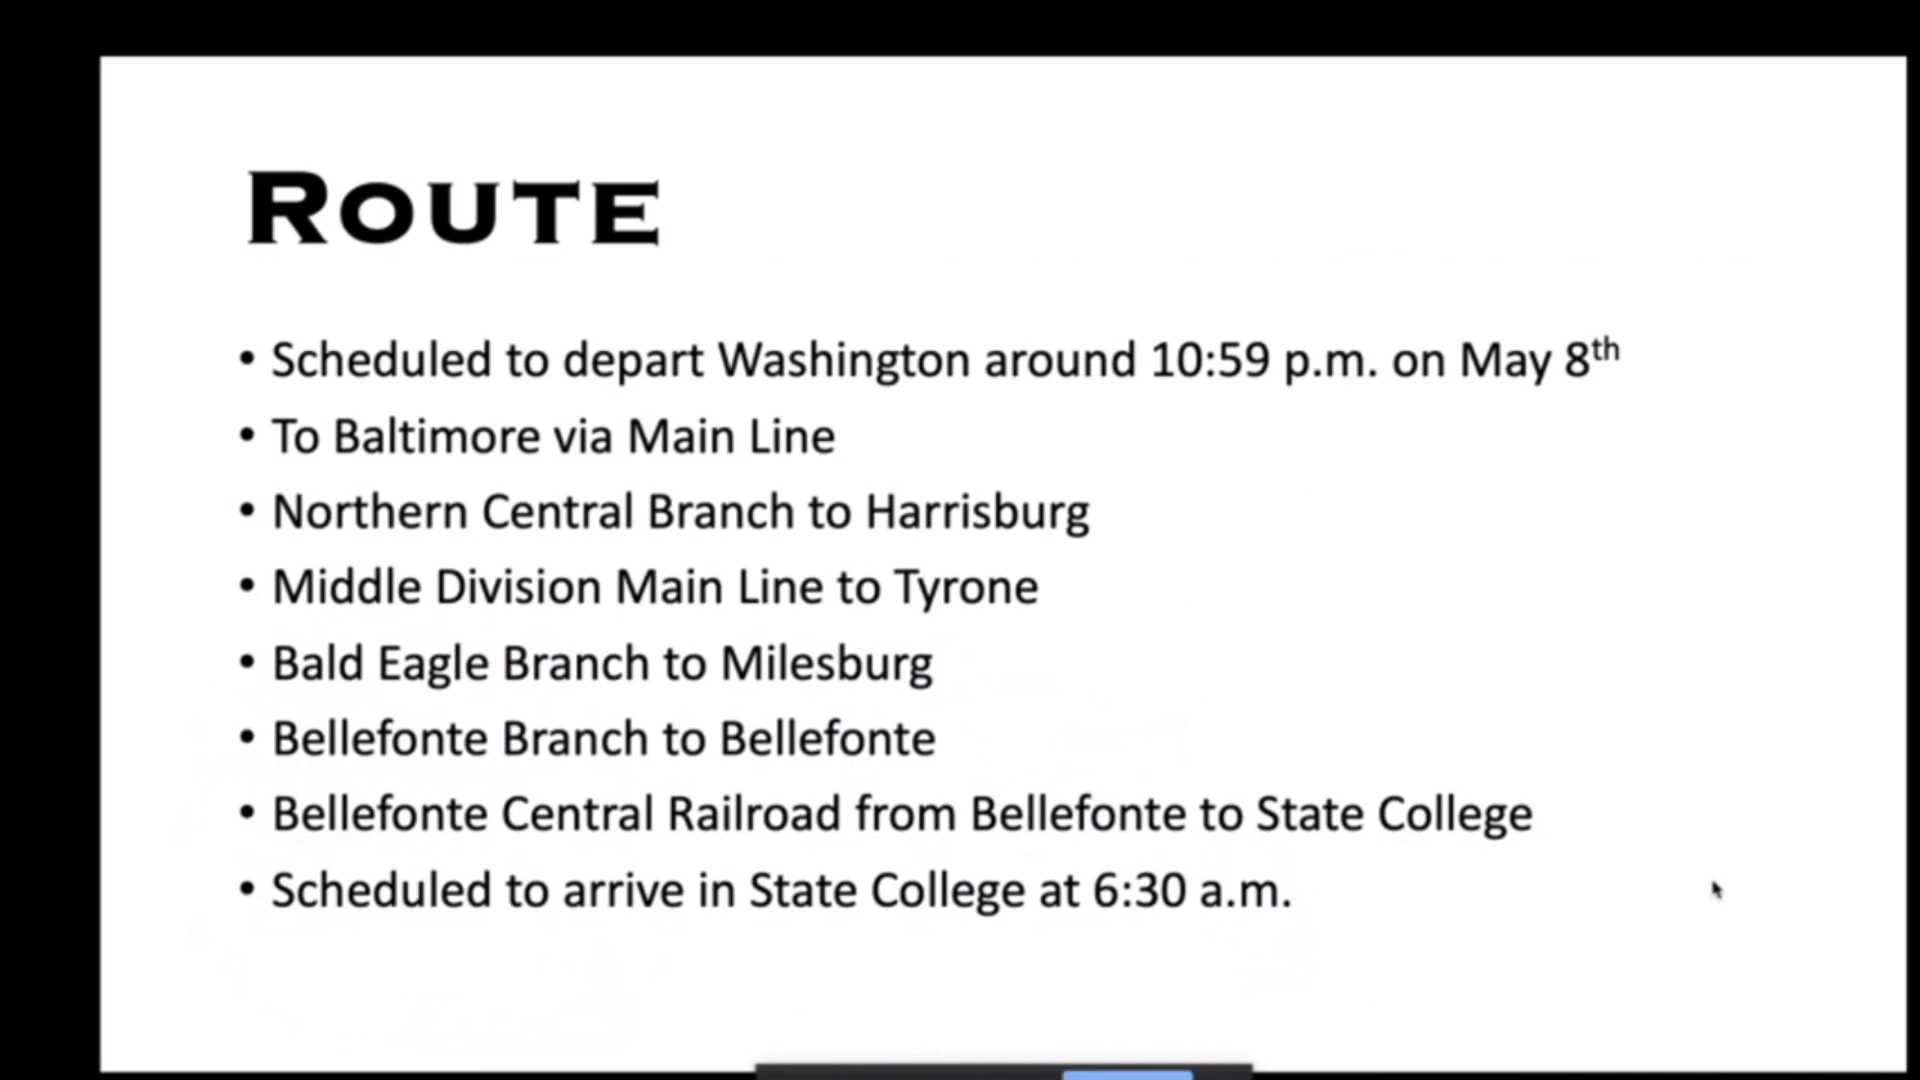 ROUTE
• Scheduled to depart Washington around 10:59 p.m. on May 8th
• To Baltimore via Main Line
• Northern Central Branch to Harrisburg
• Middle Division Main Line to Tyrone
• Bald Eagle Branch to Milesburg
• Bellefonte Branch to Bellefonte
• Bellefonte Central Railroad from Bellefonte to State College
• Scheduled to arrive in State College at 6:30 a.m.